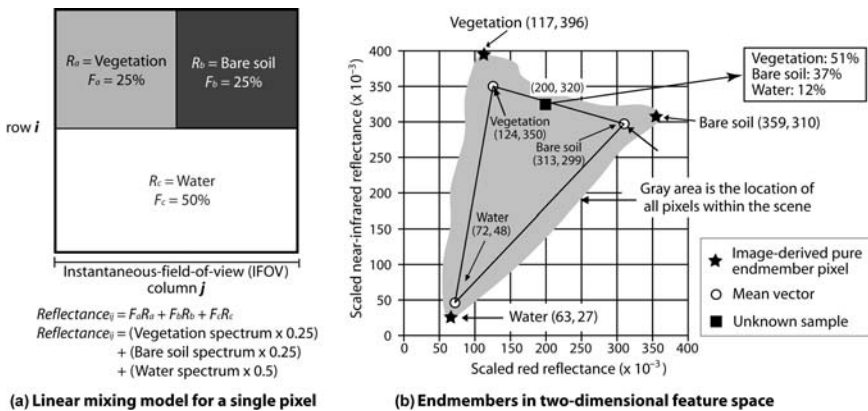 Rₐ = Vegetation
Fₐ = 25%
R_b = Bare soil
F_b = 25%
row i
R_c = Water
F_c = 50%
Instantaneous-field-of-view (IFOV)
column j
Reflectanceᵢⱼ = FₐRₐ + F_bR_b + F_cR_c
Reflectanceᵢⱼ = (Vegetation spectrum x 0.25)
+ (Bare soil spectrum x 0.25)
+ (Water spectrum x 0.5)
(a) Linear mixing model for a single pixel
Vegetation (117, 396)
Scaled near-infrared reflectance (x 10⁻³)
400
350
300
250
200
150
100
50
0
(200, 320)
Vegetation: 51%
Bare soil: 37%
Water: 12%
Vegetation
(124, 350)
Bare soil
(313, 299)
Bare soil (359, 310)
Gray area is the location of
all pixels within the scene
Water
(72, 48)
Water (63, 27)
Image-derived pure
endmember pixel
Mean vector
Unknown sample
0 50 100 150 200 250 300 350 400
Scaled red reflectance (x 10⁻³)
(b) Endmembers in two-dimensional feature space